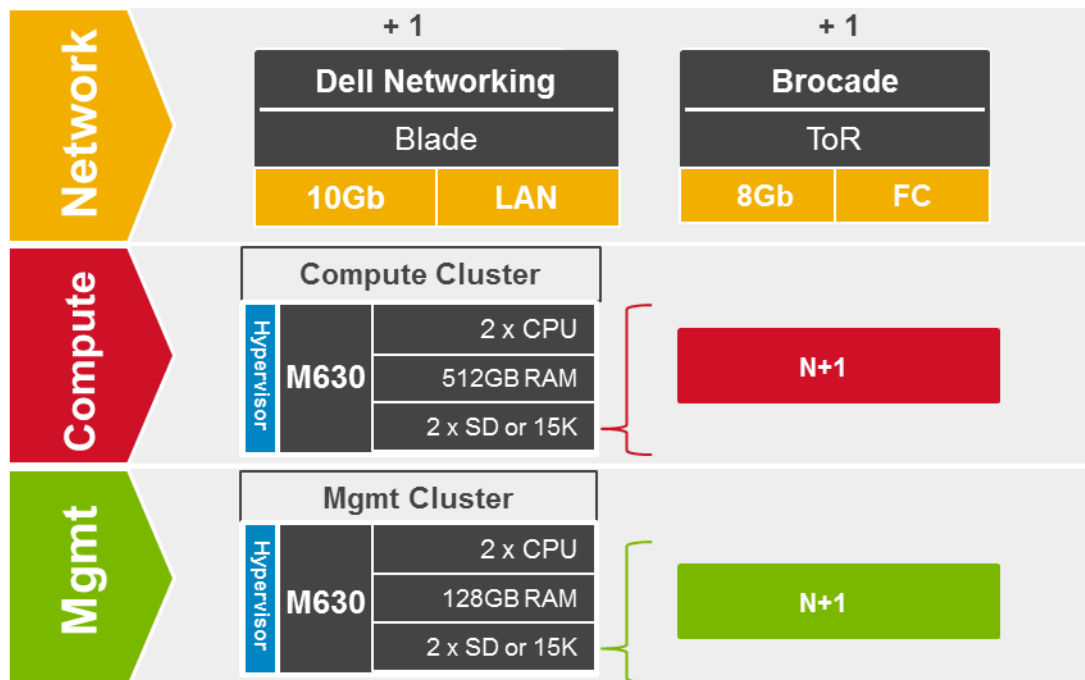 Network
+ 1
Dell Networking
Blade
10Gb
LAN
+ 1
Brocade
ToR
8Gb
FC
Compute
Compute Cluster
Hypervisor
M630
2 x CPU
512GB RAM
2 x SD or 15K
N+1
Mgmt
Mgmt Cluster
Hypervisor
M630
2 x CPU
128GB RAM
2 x SD or 15K
N+1